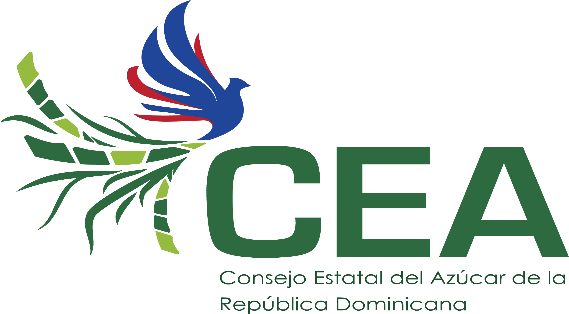 CEA
Consejo Estatal del Azúcar de la
República Dominicana